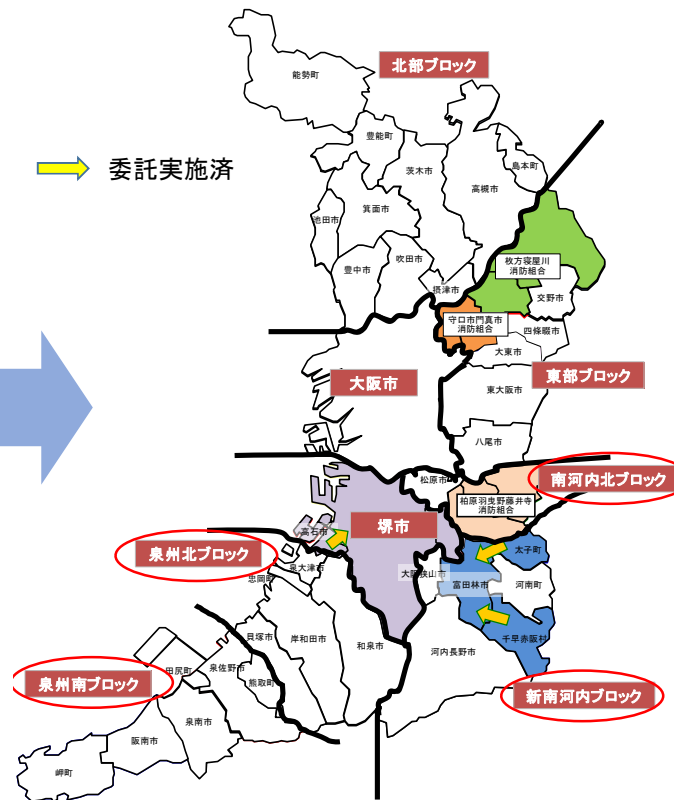 能勢町
北部ブロック
委託実施済
豊能町
茨木市
高槻市
島本町
箕面市
池田市
吹田市
豊中市
摂津市
枚方寝屋川
消防組合
交野市
守口市門真市
消防組合
四條畷市
大東市
大阪市
東部ブロック
東大阪市
八尾市
松原市
南河内北ブロック
柏原羽曳野藤井寺
消防組合
堺市
高石市
泉州北ブロック
太子町
泉大津市
忠岡町
大阪狭山市
富田林市
河南町
千早赤阪村
貝塚市
岸和田市
和泉市
河内長野市
泉佐野市
熊取町
田尻町
泉州南ブロック
新南河内ブロック
泉南市
阪南市
岬町